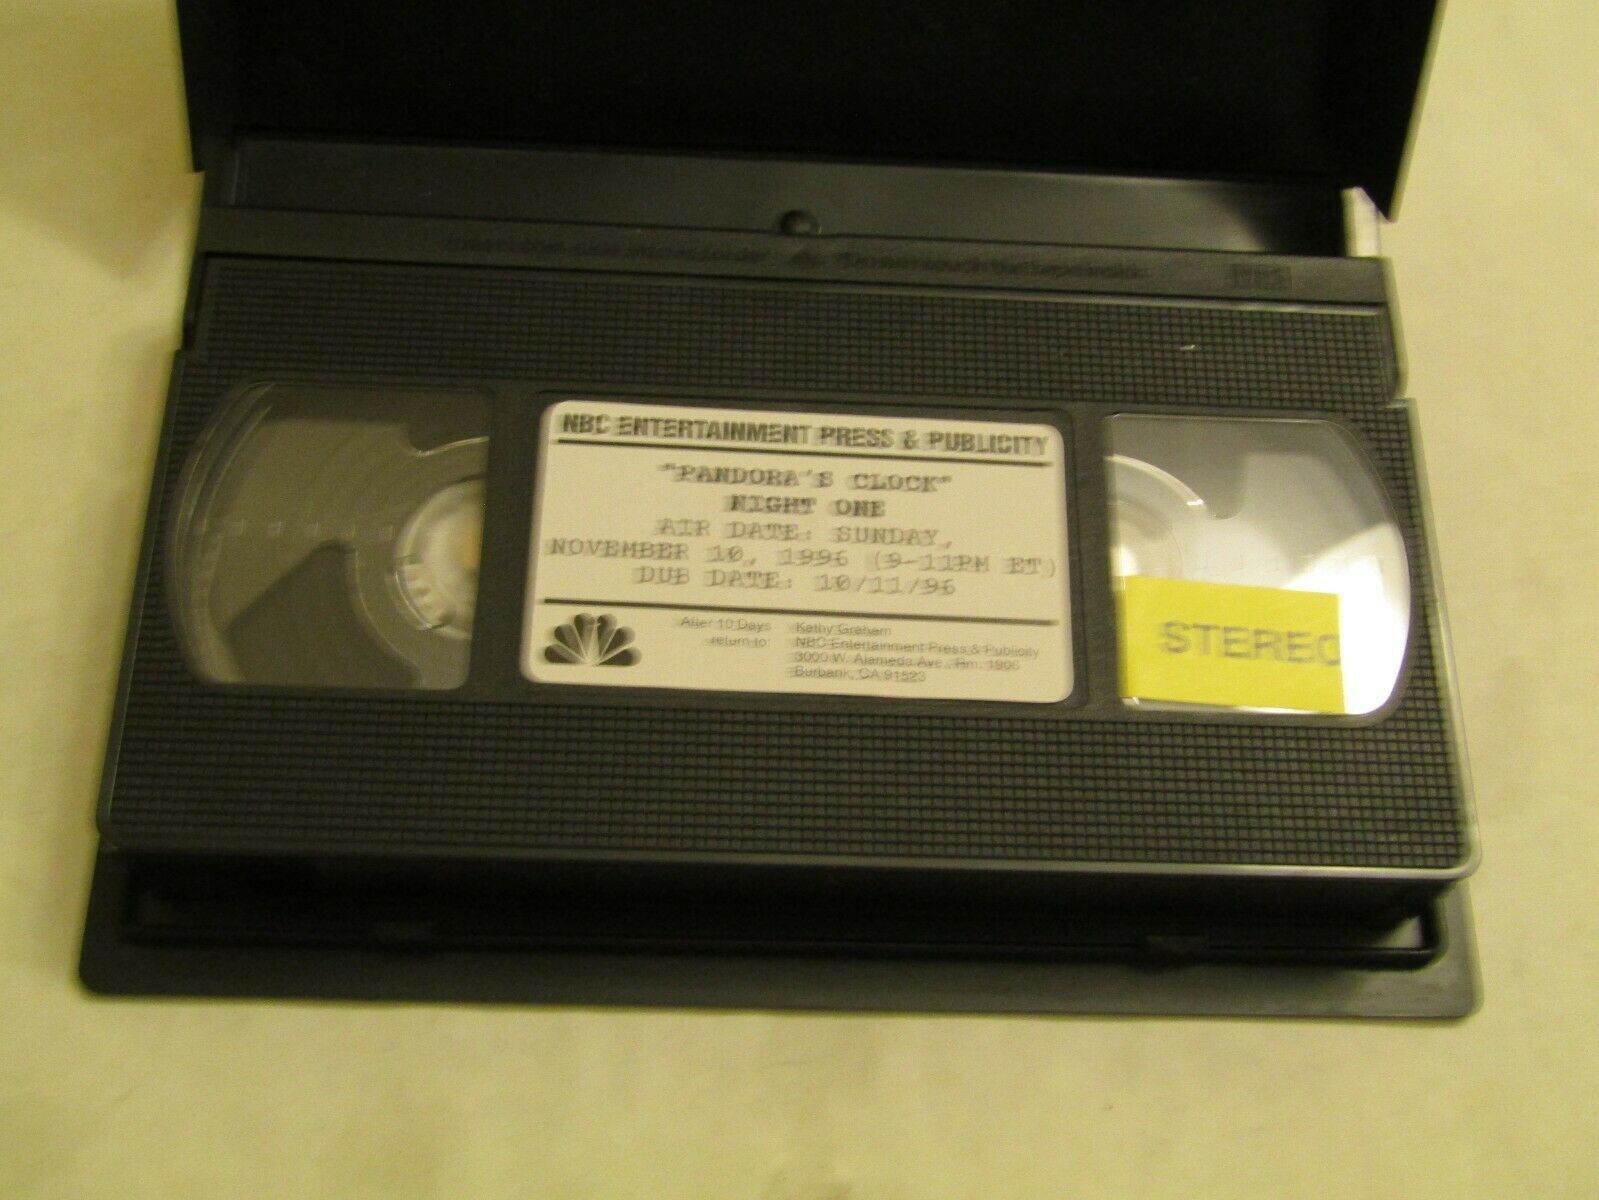 VHS
NBC ENTERTAINMENT PRESS & PUBLICITY
"PANDORA'S CLOCK"
NIGHT ONE
AIR DATE: SUNDAY,
NOVEMBER 10, 1996 (9-11PM ET)
DUB DATE: 10/11/96
After 10 Days return to:
Kathy Graham
NBC Entertainment Press & Publicity
3000 W. Alameda Ave., Rm. 1906
Burbank, CA 91523
STEREO